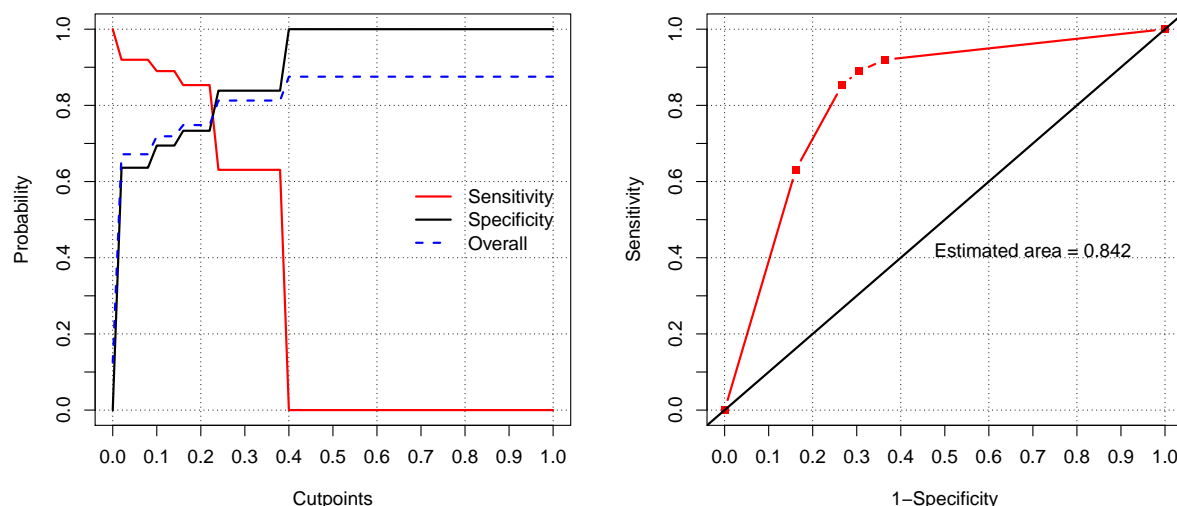 1.0
0.8
0.6
0.4
0.2
0.0
Probability
Sensitivity
Specificity
Overall
0.0 0.1 0.2 0.3 0.4 0.5 0.6 0.7 0.8 0.9 1.0
Cutpoints
1.0
0.8
0.6
0.4
0.2
0.0
Sensitivity
Estimated area = 0.842
0.0 0.1 0.2 0.3 0.4 0.5 0.6 0.7 0.8 0.9 1.0
1−Specificity